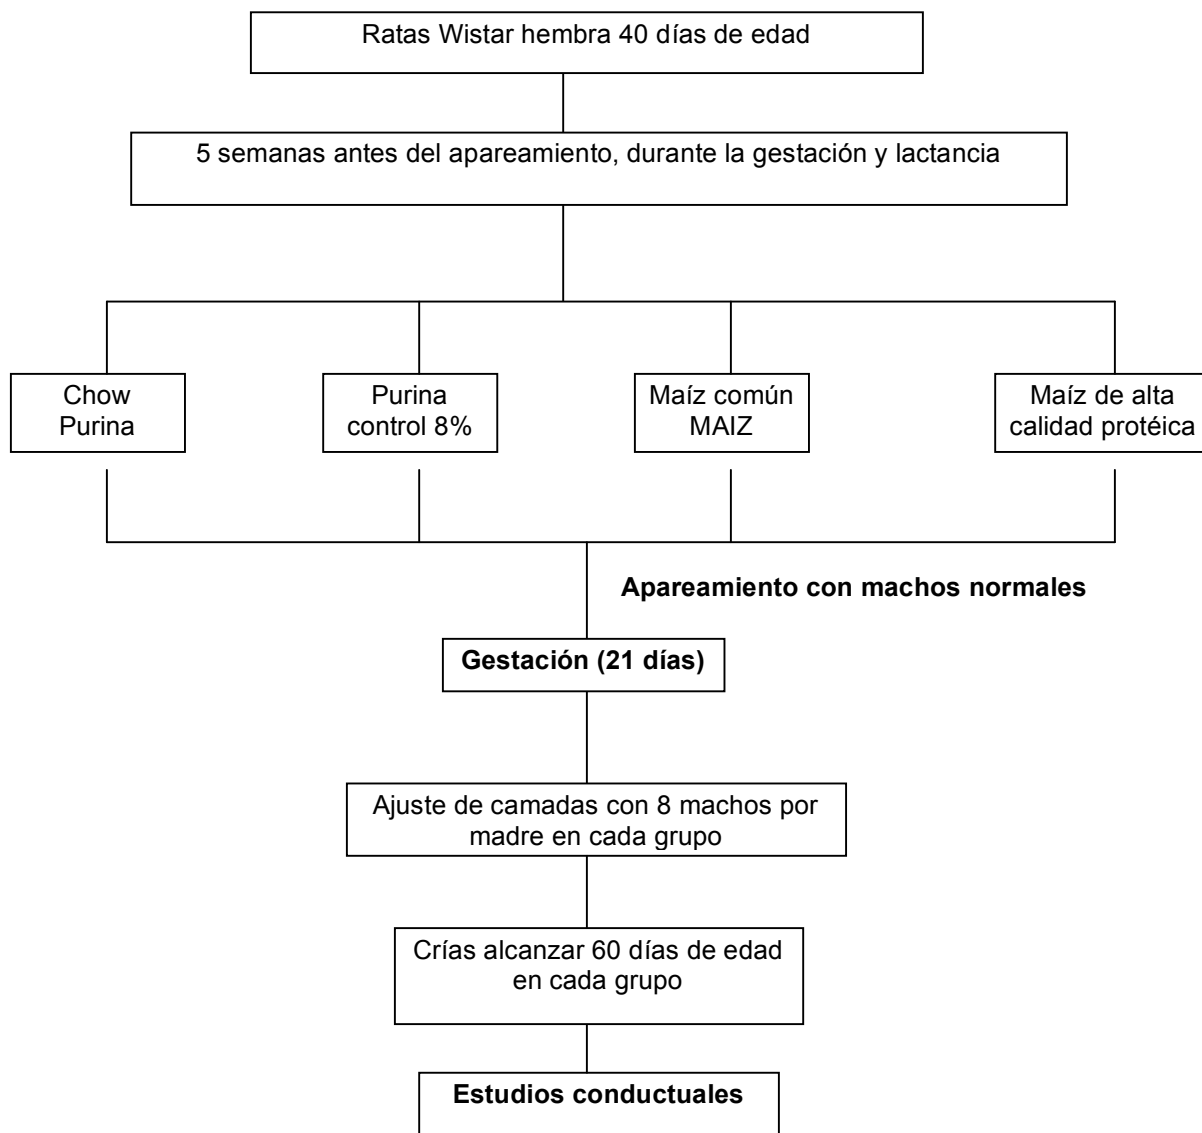 Ratas Wistar hembra 40 días de edad
5 semanas antes del apareamiento, durante la gestación y lactancia
Chow
Purina
Purina
control 8%
Maíz común
MAIZ
Maíz de alta
calidad protéica
Apareamiento con machos normales
Gestación (21 días)
Ajuste de camadas con 8 machos por
madre en cada grupo
Crías alcanzar 60 días de edad
en cada grupo
Estudios conductuales